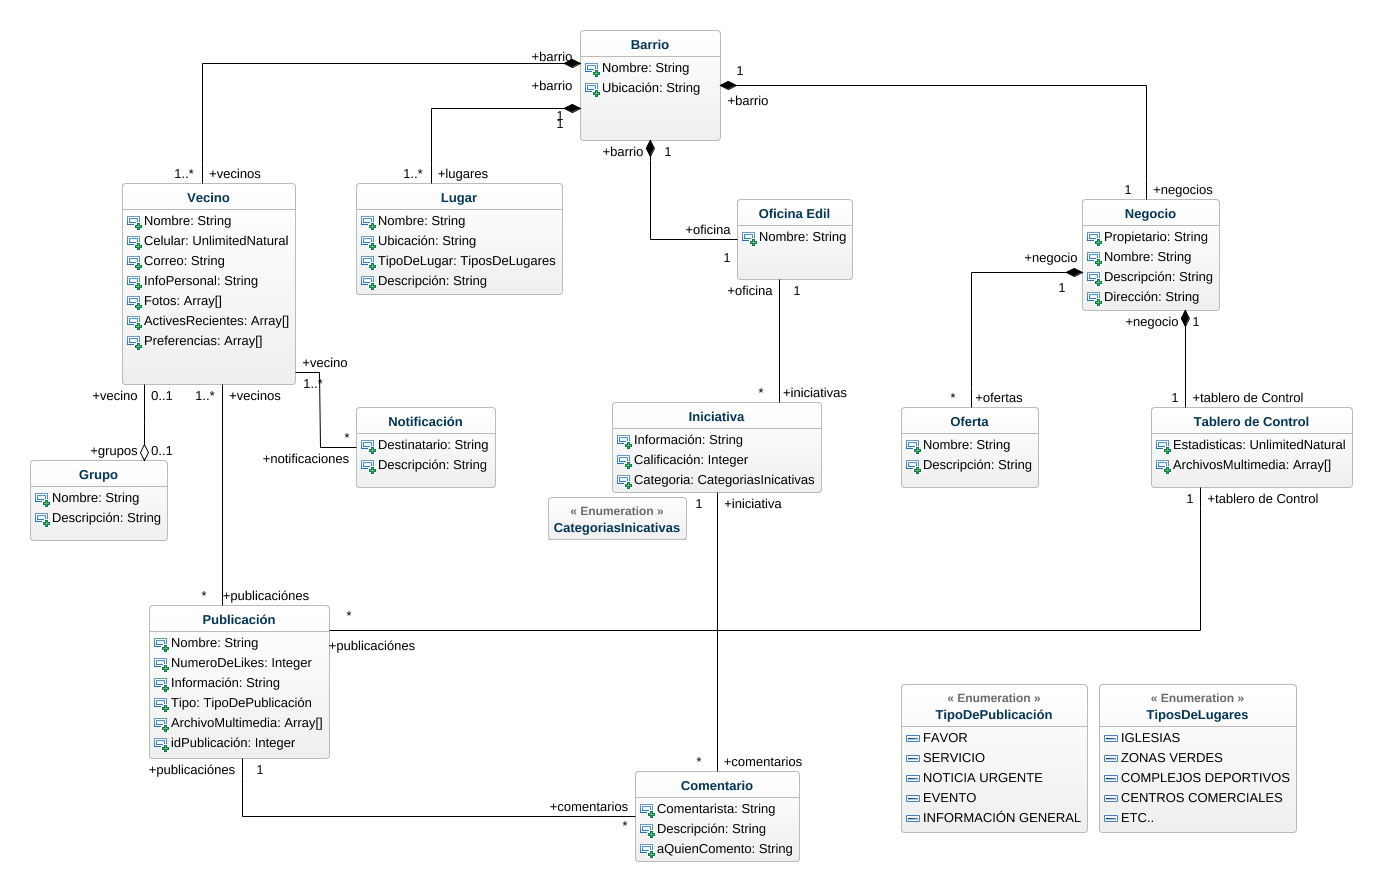 Barrio
Nombre: String
Ubicación: String
+barrio
+barrio
1
1
1
+barrio
+barrio
1
1..*
+vecinos
1..*
+lugares
1
+negocios
Vecino
Nombre: String
Celular: UnlimitedNatural
Correo: String
InfoPersonal: String
Fotos: Array[]
ActivesRecientes: Array[]
Preferencias: Array[]
Lugar
Nombre: String
Ubicación: String
TipoDeLugar: TiposDeLugares
Descripción: String
+oficina
1
Oficina Edil
Nombre: String
+oficina
1
Negocio
Propietario: String
Nombre: String
Descripción: String
Dirección: String
+negocio
1
+negocio
1
+vecino
1..*
+vecino
0..1
1..*
+vecinos
*
+notificaciones
Notificación
Destinatario: String
Descripción: String
*
+iniciativas
Iniciativa
Información: String
Calificación: Integer
Categoria: CategoriasInicativas
*
+ofertas
Oferta
Nombre: String
Descripción: String
1
+tablero de Control
Tablero de Control
Estadisticas: UnlimitedNatural
ArchivosMultimedia: Array[]
1
+tablero de Control
+grupos
0..1
Grupo
Nombre: String
Descripción: String
« Enumeration »
CategoriasInicativas
1
+iniciativa
*
+publicaciónes
Publicación
Nombre: String
NumeroDeLikes: Integer
Información: String
Tipo: TipoDePublicación
ArchivoMultimedia: Array[]
idPublicación: Integer
*
+publicaciónes
+publicaciónes
1
+comentarios
*
*
+comentarios
Comentario
Comentarista: String
Descripción: String
aQuienComento: String
« Enumeration »
TipoDePublicación
FAVOR
SERVICIO
NOTICIA URGENTE
EVENTO
INFORMACIÓN GENERAL
« Enumeration »
TiposDeLugares
IGLESIAS
ZONAS VERDES
COMPLEJOS DEPORTIVOS
CENTROS COMERCIALES
ETC..